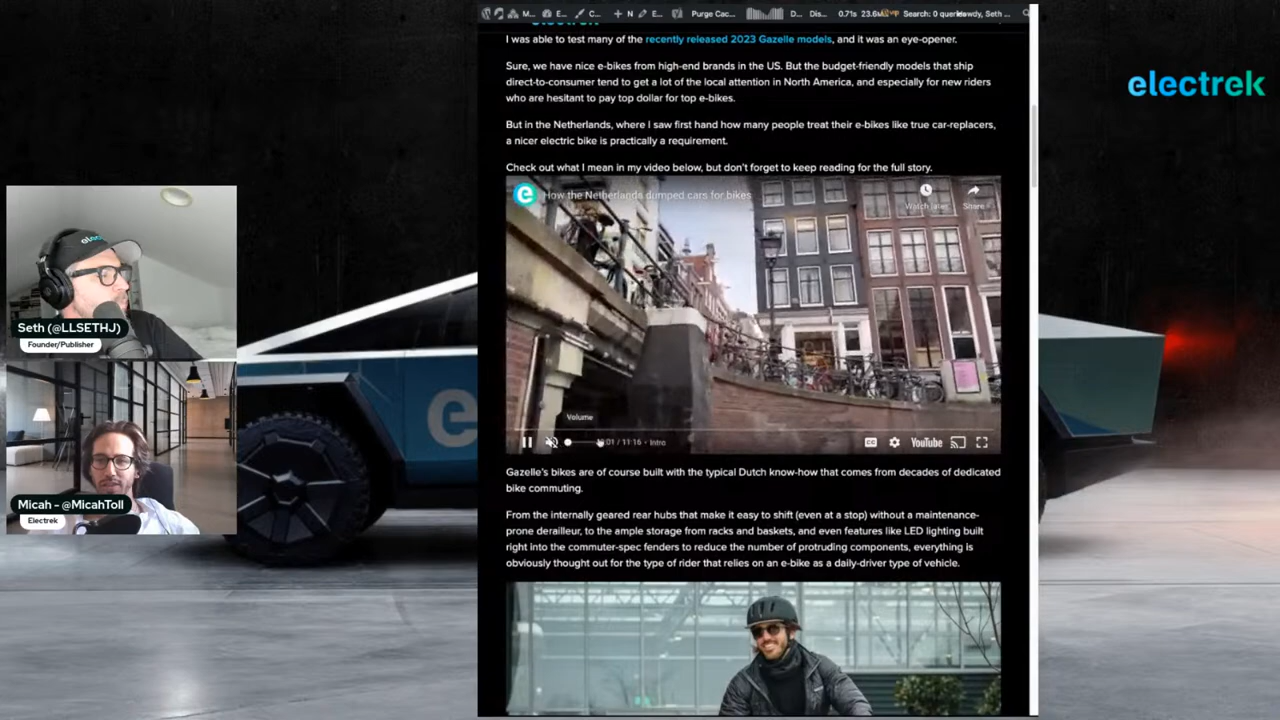 M...
E...
C...
N
E...
Purge Cac...
D...
Dis...
0.71s
Search: 0 queries
Howdy, Seth ...
I was able to test many of the recently released 2023 Gazelle models, and it was an eye-opener.
electrek
Sure, we have nice e-bikes from high-end brands in the US. But the budget-friendly models that ship
direct-to-consumer tend to get a lot of the local attention in North America, and especially for new riders
who are hesitant to pay top dollar for top e-bikes.
But in the Netherlands, where I saw first hand how many people treat their e-bikes like true car-replacers,
a nicer electric bike is practically a requirement.
Check out what I mean in my video below, but don't forget to keep reading for the full story.
e
How the Netherlands dumped cars for bikes
Watch later
Share
Seth (@LLSETHJ)
Founder/Publisher
e
Volume
/ 11:16 • Intro
CC
YouTube
Gazelle's bikes are of course built with the typical Dutch know-how that comes from decades of dedicated
bike commuting.
Micah - @MicahToll
Electrek
From the internally geared rear hubs that make it easy to shift (even at a stop) without a maintenance-
prone derailleur, to the ample storage from racks and baskets, and even features like LED lighting built
right into the commuter-spec fenders to reduce the number of protruding components, everything is
obviously thought out for the type of rider that relies on an e-bike as a daily-driver type of vehicle.